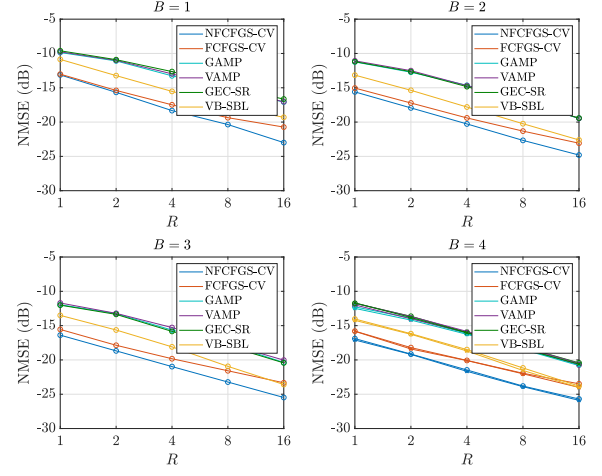 B = 1
-5
-10
-15
-20
-25
-30
NMSE (dB)
1 2 4 8 16
R
NFCFGS-CV
FCFGS-CV
GAMP
VAMP
GEC-SR
VB-SBL
B = 2
-5
-10
-15
-20
-25
-30
NMSE (dB)
1 2 4 8 16
R
NFCFGS-CV
FCFGS-CV
GAMP
VAMP
GEC-SR
VB-SBL
B = 3
-5
-10
-15
-20
-25
-30
NMSE (dB)
1 2 4 8 16
R
NFCFGS-CV
FCFGS-CV
GAMP
VAMP
GEC-SR
VB-SBL
B = 4
-5
-10
-15
-20
-25
-30
NMSE (dB)
1 2 4 8 16
R
NFCFGS-CV
FCFGS-CV
GAMP
VAMP
GEC-SR
VB-SBL